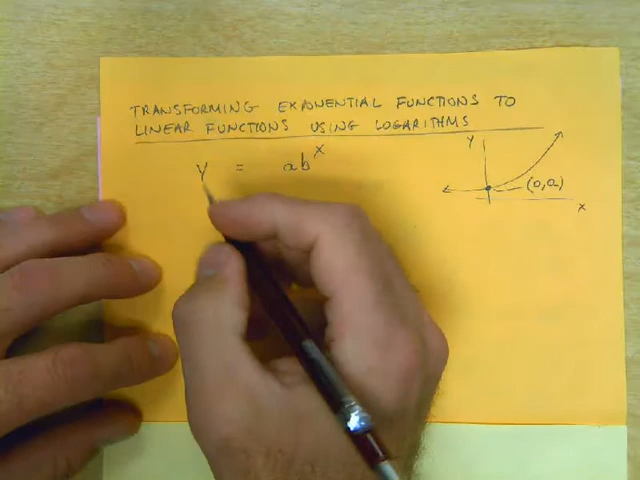 TRANSFORMING EXPONENTIAL FUNCTIONS TO
LINEAR FUNCTIONS USING LOGARITHMS
y = ab^x
y
(0,a)
x